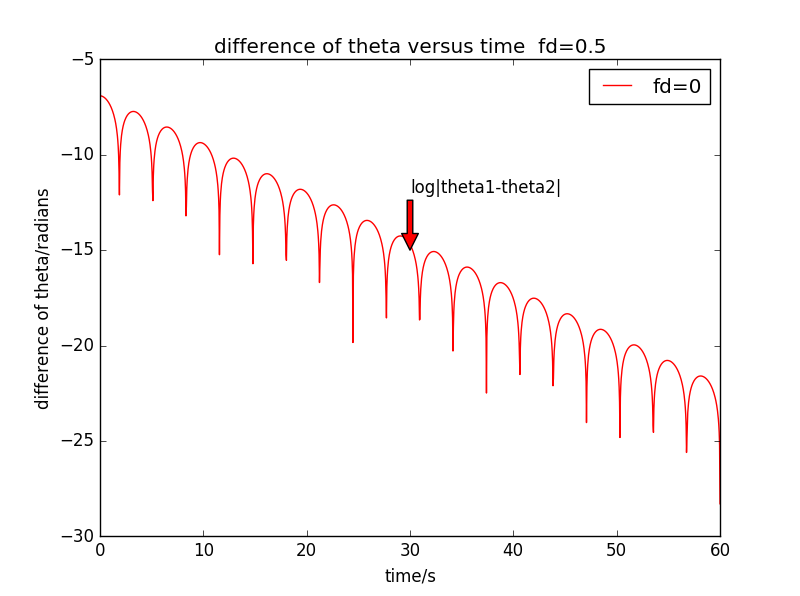 difference of theta versus time  fd=0.5
fd=0
log|theta1-theta2|
difference of theta/radians
−5
−10
−15
−20
−25
−30
0 10 20 30 40 50 60
time/s